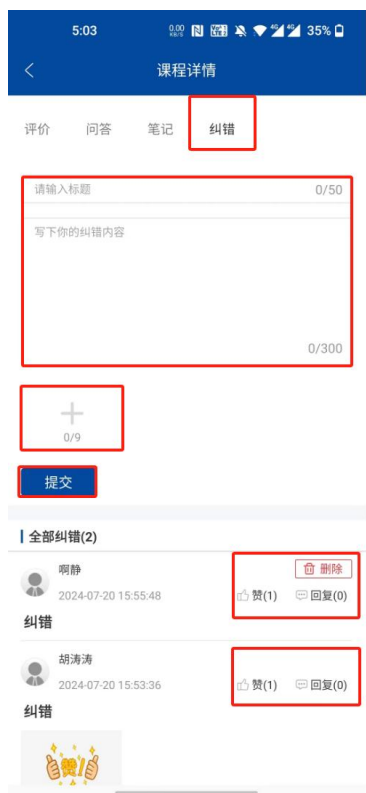 5:03 0.00 KB/S 35%
课程详情
评价 问答 笔记 纠错
请输入标题 0/50
写下你的纠错内容
0/300
0/9
提交
全部纠错(2)
啊静 删除
2024-07-20 15:55:48 赞(1) 回复(0)
纠错
胡涛涛
2024-07-20 15:53:36 赞(1) 回复(0)
纠错
赞!